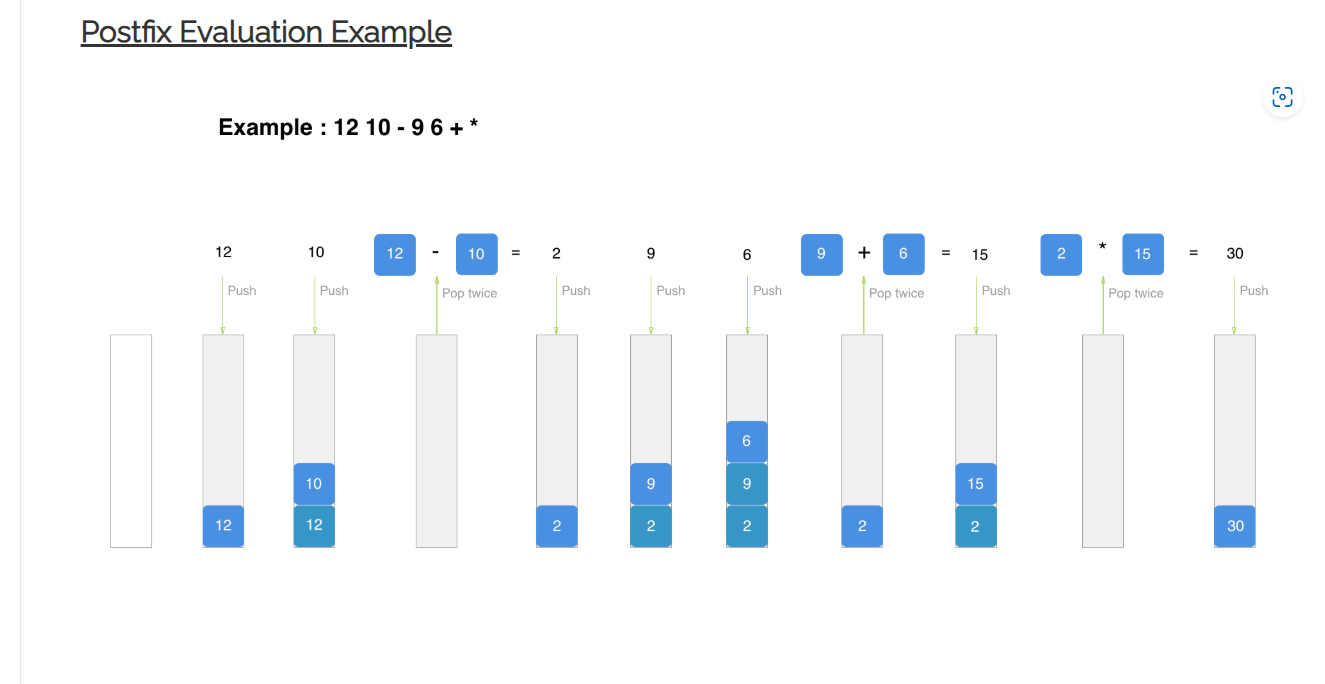 Postfix Evaluation Example
Example : 12 10 - 9 6 + *
12 10 12 - 10 = 2 9 6 9 + 6 = 15 2 * 15 = 30
Push Push Pop twice Push Push Push Pop twice Push Pop twice Push
6
10 9 9 15
12 12 2 2 2 2 2 30